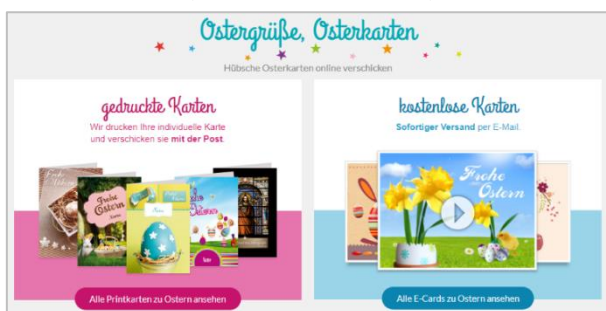 Ostergrüße, Osterkarten
Hübsche Osterkarten online verschicken
gedruckte Karten
Wir drucken Ihre individuelle Karte
und verschicken sie mit der Post.
Frohe
Ostern
Alle Printkarten zu Ostern ansehen
kostenlose Karten
Sofortiger Versand per E-Mail.
Frohe
Ostern
Alle E-Cards zu Ostern ansehen